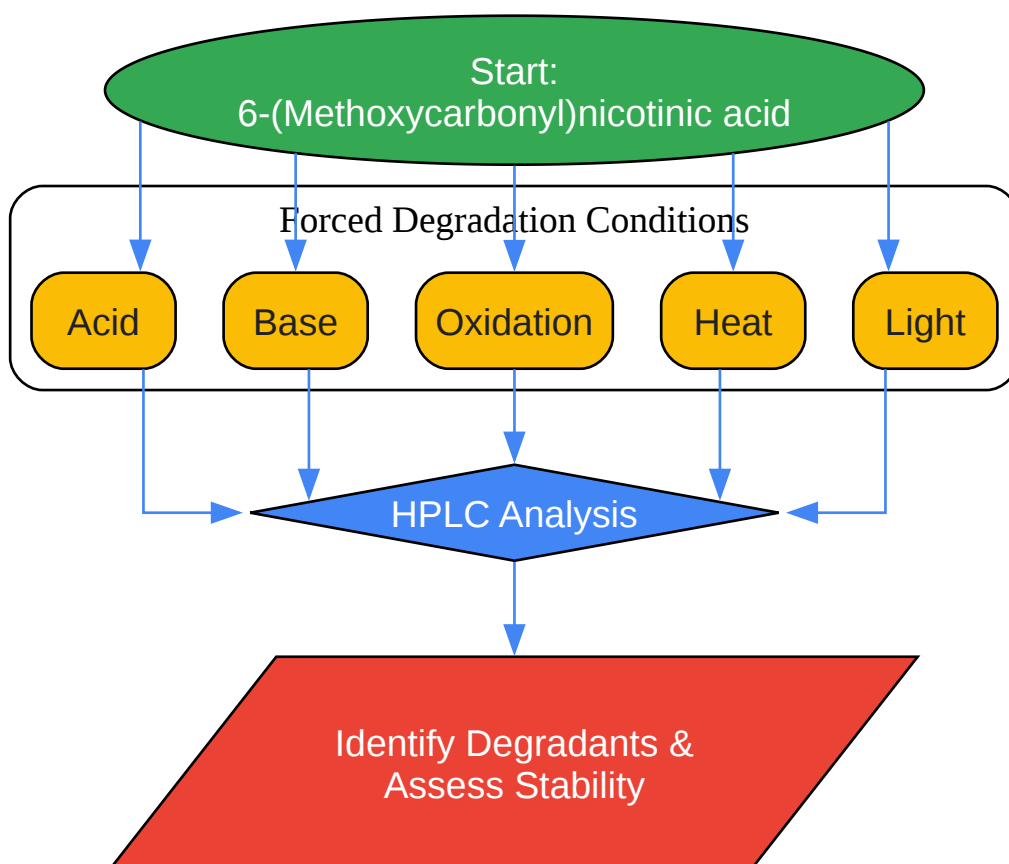 Start:
6-(Methoxycarbonyl)nicotinic acid
Forced Degradation Conditions
Acid
Base
Oxidation
Heat
Light
HPLC Analysis
Identify Degradants &
Assess Stability